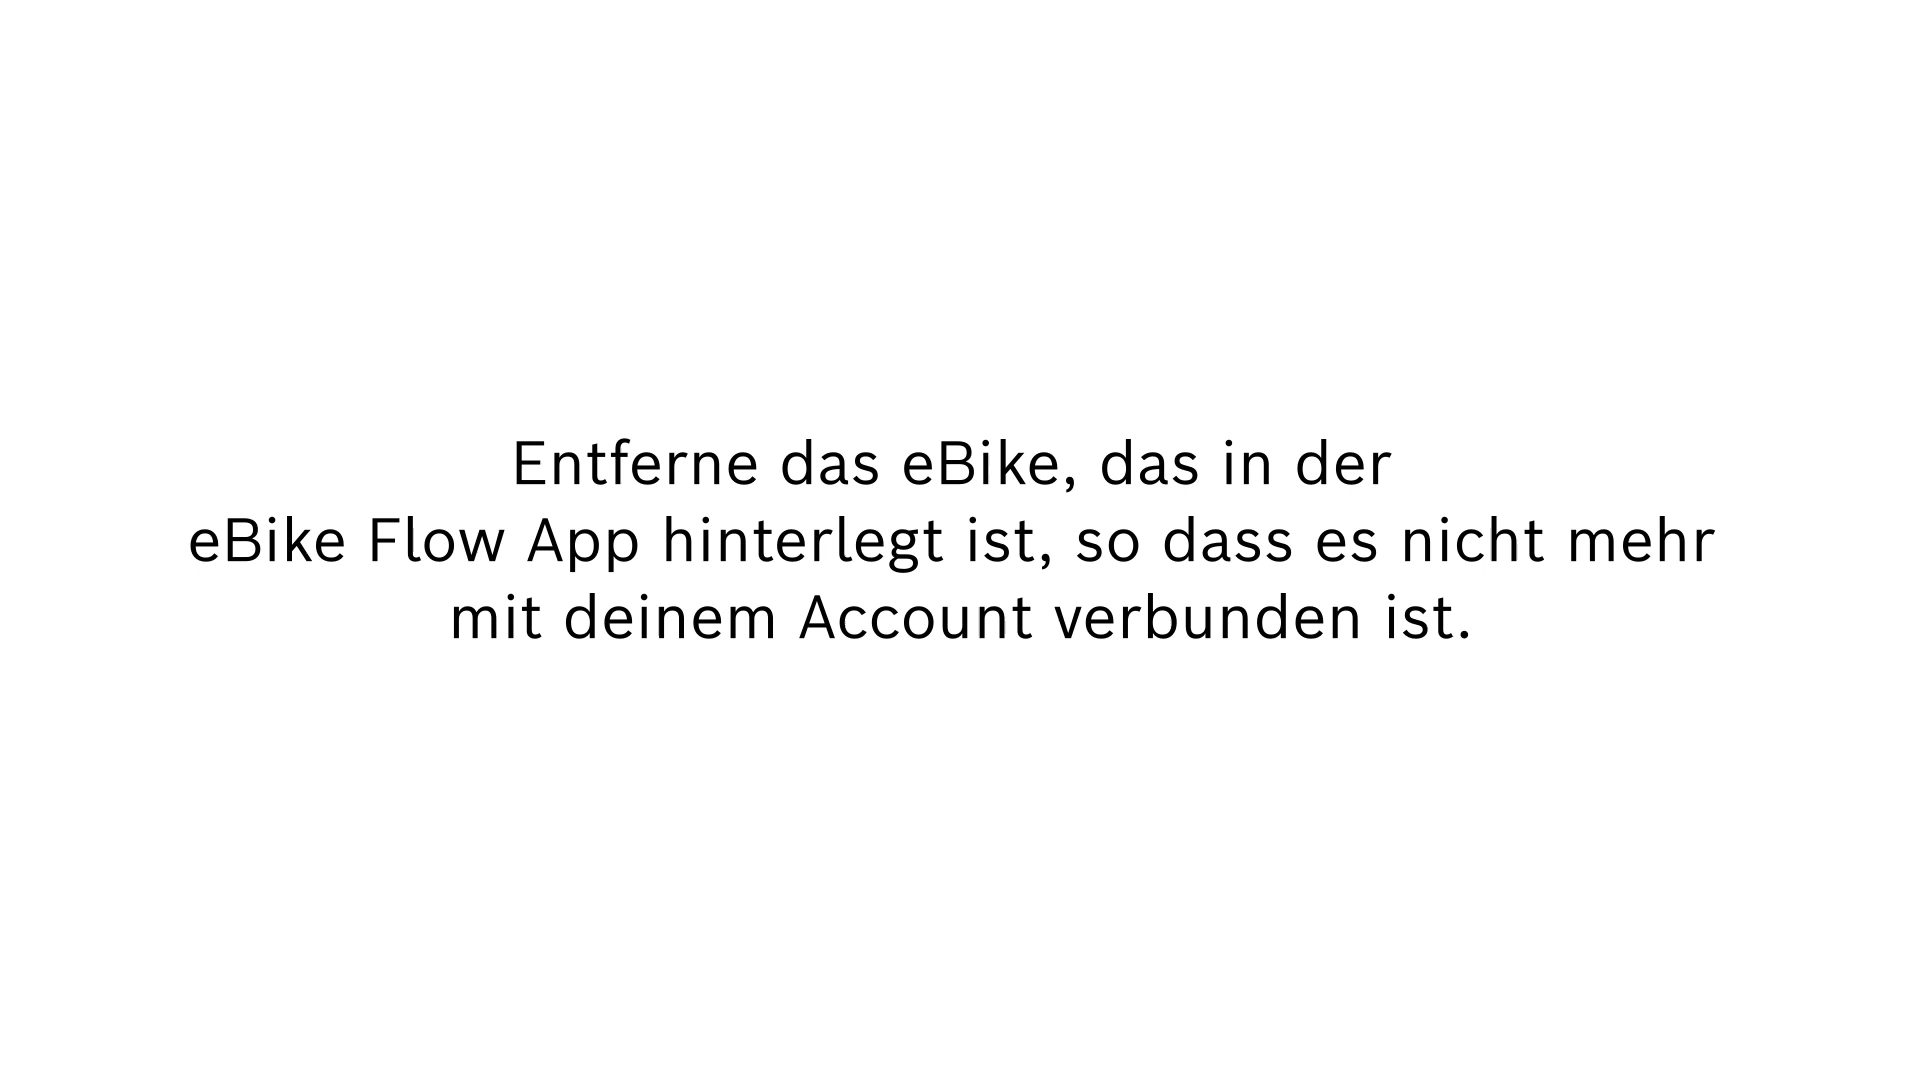 Entferne das eBike, das in der
eBike Flow App hinterlegt ist, so dass es nicht mehr
mit deinem Account verbunden ist.